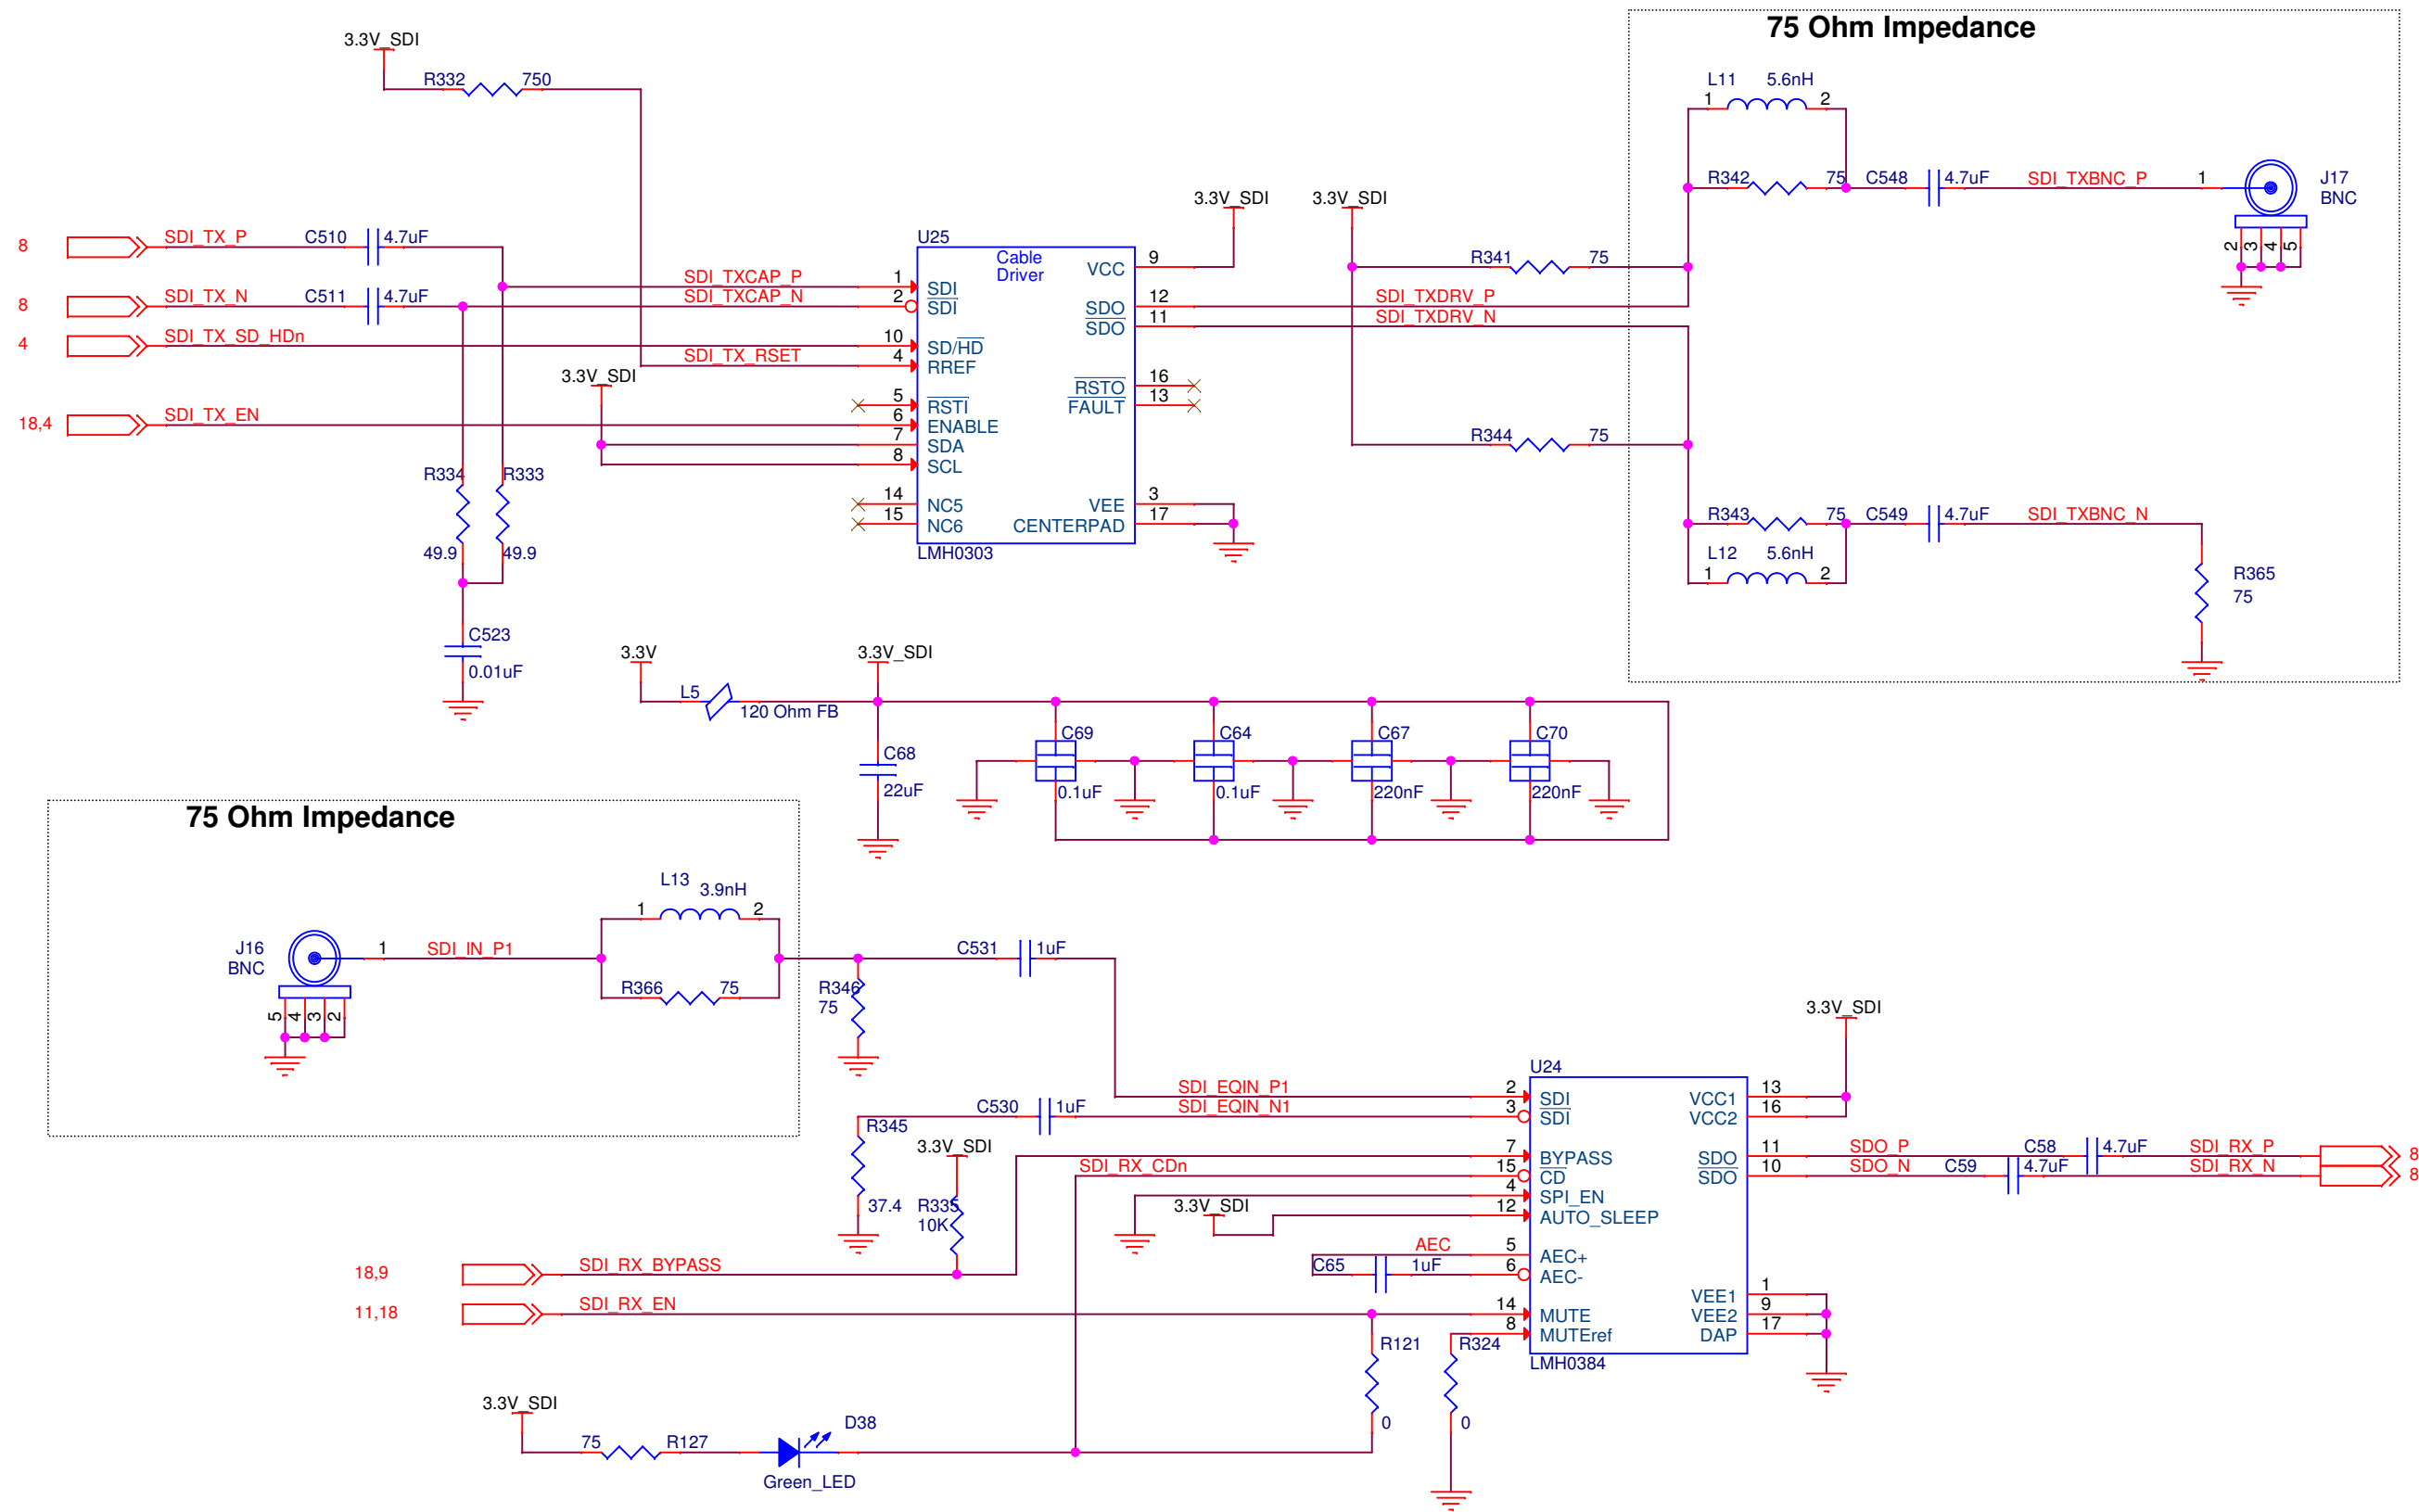 75 Ohm Impedance
3.3V_SDI
R332 750
L11 5.6nH
1 2
R342 75 C548 4.7uF SDI_TXBNC_P 1
J17
BNC
2 3 4 5
3.3V_SDI 3.3V_SDI
8 SDI_TX_P C510 4.7uF
8 SDI_TX_N C511 4.7uF
4 SDI_TX_SD_HDn
18,4 SDI_TX_EN
SDI_TXCAP_P
SDI_TXCAP_N
SDI_TX_RSET
3.3V_SDI
U25
Cable
Driver
1 SDI
2 SDI
10 SD/HD
4 RREF
5 RSTI
6 ENABLE
7 SDA
8 SCL
14 NC5
15 NC6
VCC 9
SDO 12
SDO 11
RSTO 16
FAULT 13
VEE 3
CENTERPAD 17
LMH0303
R341 75
SDI_TXDRV_P
SDI_TXDRV_N
R344 75
R343 75 C549 4.7uF SDI_TXBNC_N
L12 5.6nH
1 2
R365
75
R334 R333
49.9 49.9
C523
0.01uF
3.3V 3.3V_SDI
L5
120 Ohm FB
C68
22uF
C69 C64 C67 C70
0.1uF 0.1uF 220nF 220nF
75 Ohm Impedance
L13 3.9nH
1 2
J16
BNC
1 SDI_IN_P1
R366 75
5 4 3 2
R346
75
C531 1uF
SDI_EQIN_P1
C530 1uF SDI_EQIN_N1
R345
37.4
3.3V_SDI
R335
10K
SDI_RX_CDn
3.3V_SDI
AEC
C65 1uF
18,9 SDI_RX_BYPASS
11,18 SDI_RX_EN
3.3V_SDI
U24
2 SDI
3 SDI
7 BYPASS
15 CD
4 SPI_EN
12 AUTO_SLEEP
5 AEC+
6 AEC-
14 MUTE
8 MUTEref
VCC1 13
VCC2 16
SDO 11
SDO 10
VEE1 1
VEE2 9
DAP 17
LMH0384
SDO_P C58 4.7uF SDI_RX_P 8
SDO_N C59 4.7uF SDI_RX_N 8
R121 R324
0 0
3.3V_SDI
75 R127
D38
Green_LED